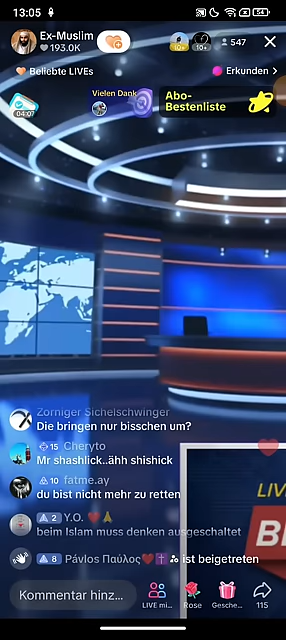 13:05
54
Ex-Muslim
193.0K
10+
10+
547
Beliebte LIVEs
Erkunden >
04:07
Vielen Dank
Abo-
Bestenliste
Zorniger Sichelschwinger
Die bringen nur bisschen um?
15 Cheryto
Mr shashlick..ähh shishick
10 fatme.ay
du bist nicht mehr zu retten
2 Y.O. ❤️🙏
beim Islam muss denken ausgeschaltet
8 Pávlos Παύλος❤️✝️ ist beigetreten
LIV
B
Kommentar hinz...
LIVE mi...
Rose
Gesche...
115